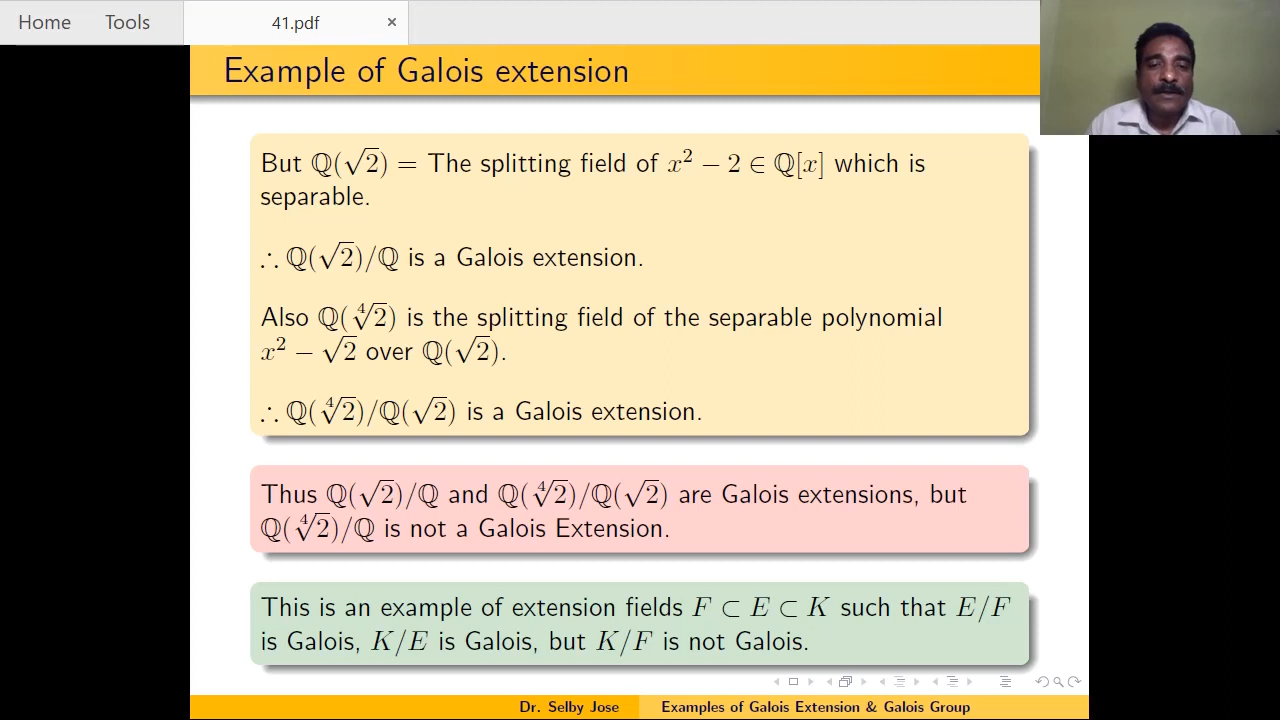 Home Tools 41.pdf ×
Example of Galois extension
But ℚ(√2) = The splitting field of x² − 2 ∈ ℚ[x] which is
separable.
∴ ℚ(√2)/ℚ is a Galois extension.
Also ℚ(∜2) is the splitting field of the separable polynomial
x² − √2 over ℚ(√2).
∴ ℚ(∜2)/ℚ(√2) is a Galois extension.
Thus ℚ(√2)/ℚ and ℚ(∜2)/ℚ(√2) are Galois extensions, but
ℚ(∜2)/ℚ is not a Galois Extension.
This is an example of extension fields F ⊂ E ⊂ K such that E/F
is Galois, K/E is Galois, but K/F is not Galois.
Dr. Selby Jose Examples of Galois Extension & Galois Group